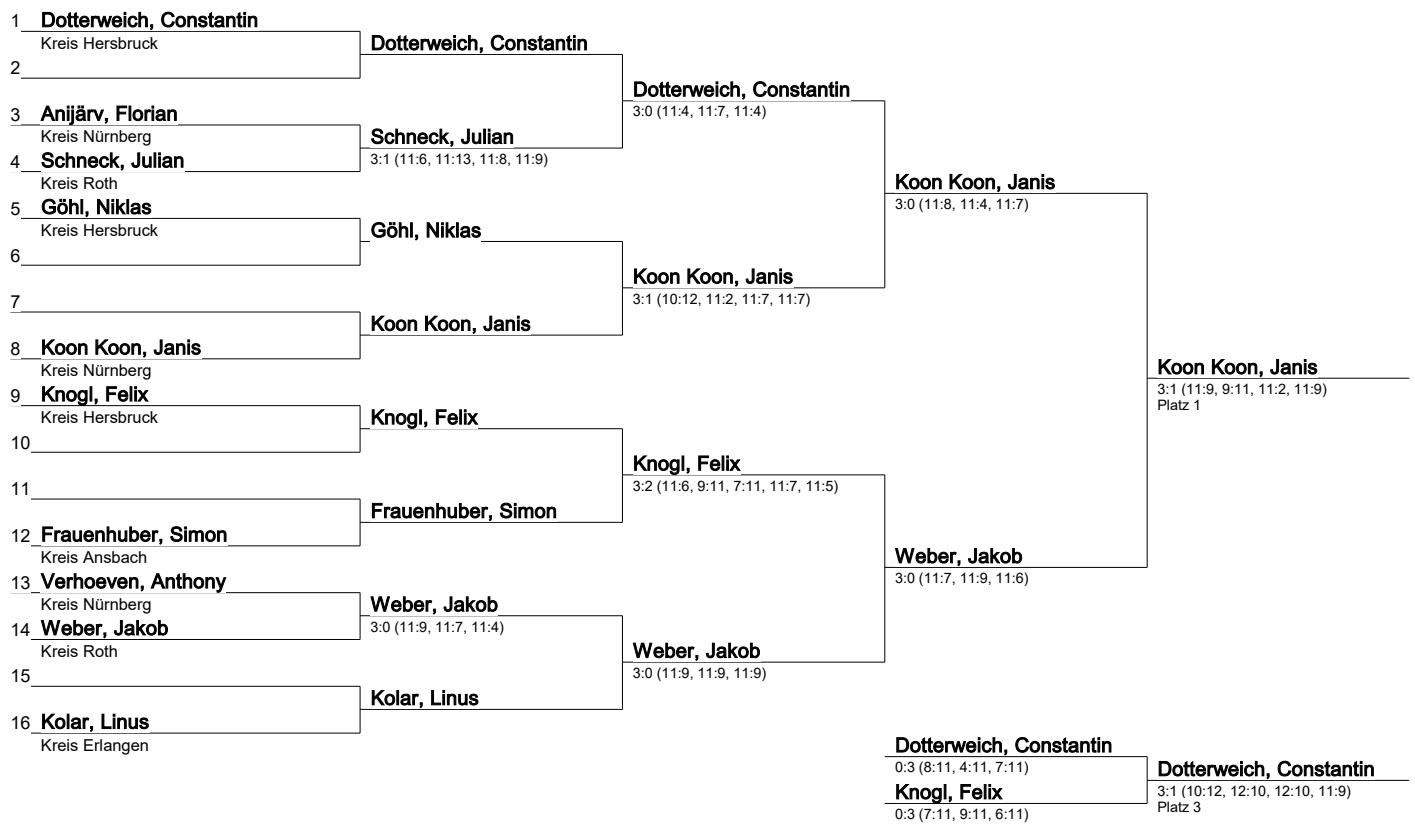 1 Dotterweich, Constantin
Kreis Hersbruck
2
3 Anijärv, Florian
Kreis Nürnberg
4 Schneck, Julian
Kreis Roth
5 Göhl, Niklas
Kreis Hersbruck
6
7
8 Koon Koon, Janis
Kreis Nürnberg
9 Knogl, Felix
Kreis Hersbruck
10
11
12 Frauenhuber, Simon
Kreis Ansbach
13 Verhoeven, Anthony
Kreis Nürnberg
14 Weber, Jakob
Kreis Roth
15
16 Kolar, Linus
Kreis Erlangen
Dotterweich, Constantin
Schneck, Julian
3:1 (11:6, 11:13, 11:8, 11:9)
Göhl, Niklas
Koon Koon, Janis
Knogl, Felix
Frauenhuber, Simon
Weber, Jakob
3:0 (11:9, 11:7, 11:4)
Kolar, Linus
Dotterweich, Constantin
3:0 (11:4, 11:7, 11:4)
Koon Koon, Janis
3:1 (10:12, 11:2, 11:7, 11:7)
Knogl, Felix
3:2 (11:6, 9:11, 7:11, 11:7, 11:5)
Weber, Jakob
3:0 (11:9, 11:9, 11:9)
Koon Koon, Janis
3:0 (11:8, 11:4, 11:7)
Weber, Jakob
3:0 (11:7, 11:9, 11:6)
Koon Koon, Janis
3:1 (11:9, 9:11, 11:2, 11:9)
Platz 1
Dotterweich, Constantin
0:3 (8:11, 4:11, 7:11)
Knogl, Felix
0:3 (7:11, 9:11, 6:11)
Dotterweich, Constantin
3:1 (10:12, 12:10, 12:10, 11:9)
Platz 3